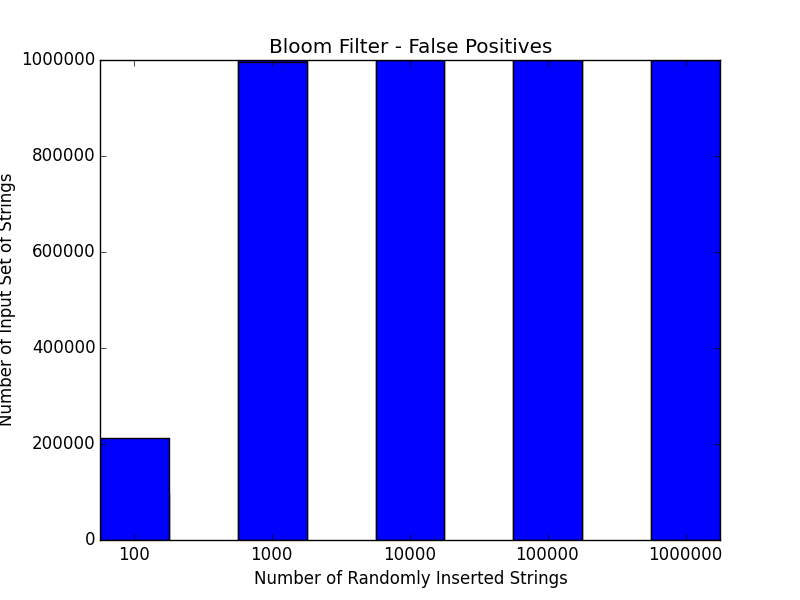 Bloom Filter - False Positives
1000000
800000
600000
400000
200000
0
Number of Input Set of Strings
100 1000 10000 100000 1000000
Number of Randomly Inserted Strings